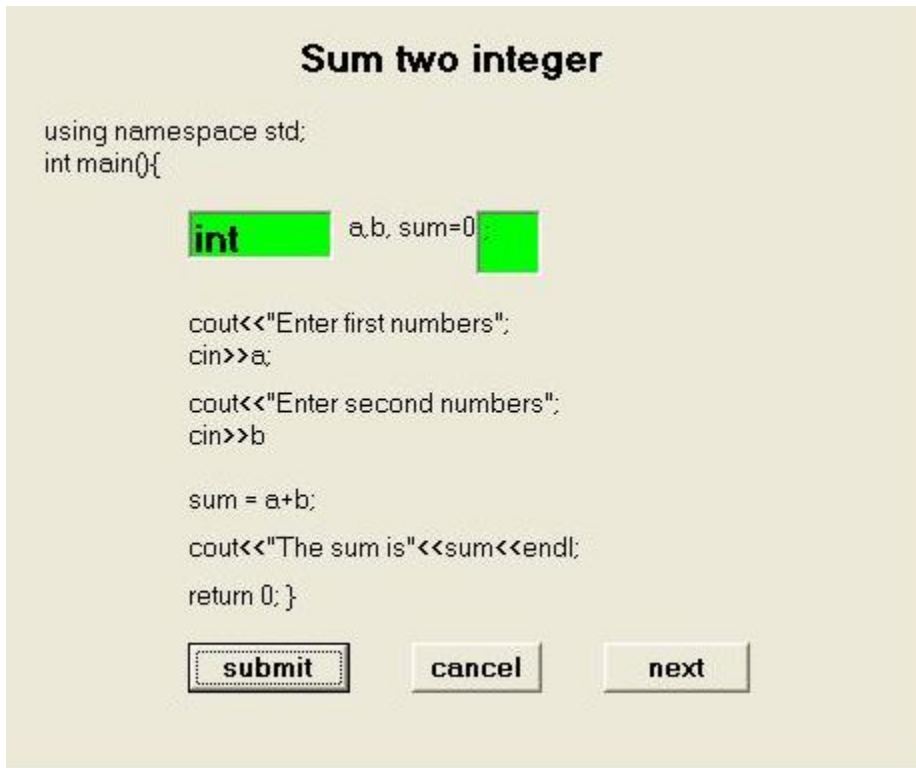 Sum two integer
using namespace std;
int main(){
int a,b, sum=0 ;
cout<<"Enter first numbers";
cin>>a;
cout<<"Enter second numbers";
cin>>b
sum = a+b;
cout<<"The sum is"<<sum<<endl;
return 0; }
submit cancel next